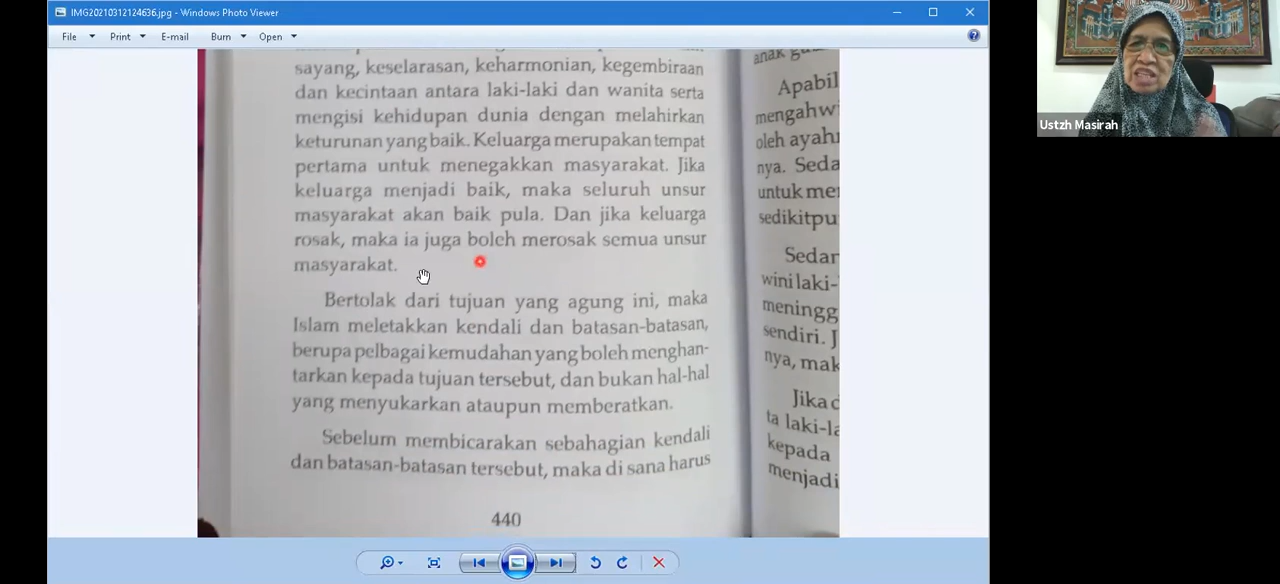 IMG20210312124636.jpg - Windows Photo Viewer
File Print E-mail Burn Open
Ustzh Masirah
sayang, keselarasan, keharmonian, kegembiraan
dan kecintaan antara laki-laki dan wanita serta
mengisi kehidupan dunia dengan melahirkan
keturunan yang baik. Keluarga merupakan tempat
pertama untuk menegakkan masyarakat. Jika
keluarga menjadi baik, maka seluruh unsur
masyarakat akan baik pula. Dan jika keluarga
rosak, maka ia juga boleh merosak semua unsur
masyarakat.
Bertolak dari tujuan yang agung ini, maka
Islam meletakkan kendali dan batasan-batasan,
berupa pelbagai kemudahan yang boleh menghan-
tarkan kepada tujuan tersebut, dan bukan hal-hal
yang menyukarkan ataupun memberatkan.
Sebelum membicarakan sebahagian kendali
dan batasan-batasan tersebut, maka di sana harus
440
anak
Apabil
mengahw
oleh ayahn
nya. Seda
untuk mer
sedikitpu
Sedar
wini laki-
meningg
sendiri. J
nya, mak
Jika d
ta laki-la
kepada
menjadi